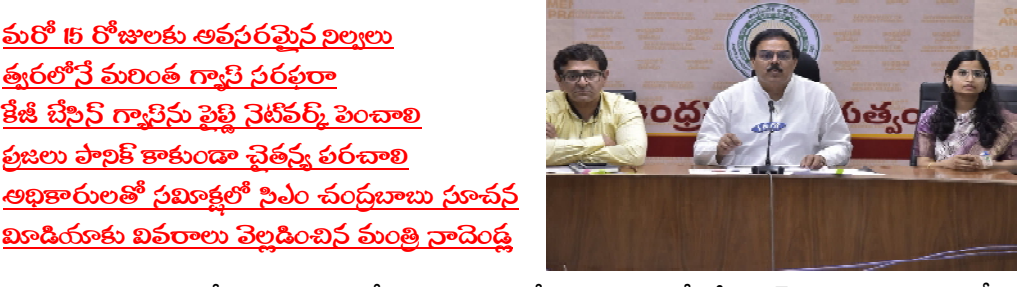 మరో 15 రోజులకు అవసరమైన నిల్వలు
త్వరలోనే మరింత గ్యాస్ సరఫరా
కేజీ బేసిన్ గ్యాస్‌ను పైప్డ్ నెట్‌వర్క్ పెంచాలి
ప్రజలు పానిక్ కాకుండా చైతన్య పరచాలి
అధికారులతో సమీక్షలో సిఎం చంద్రబాబు సూచన
మీడియాకు వివరాలు వెల్లడించిన మంత్రి నాదెండ్ల